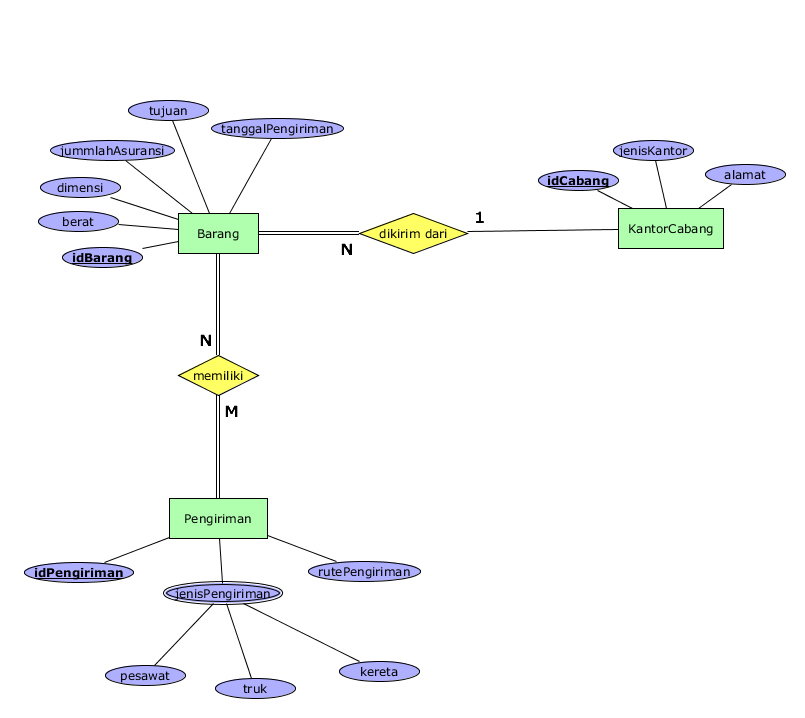 tujuan
tanggalPengiriman
jummlahAsuransi
jenisKantor
alamat
idCabang
dimensi
berat
Barang
dikirim dari
1
KantorCabang
N
idBarang
N
memiliki
M
Pengiriman
idPengiriman
rutePengiriman
jenisPengiriman
pesawat
kereta
truk